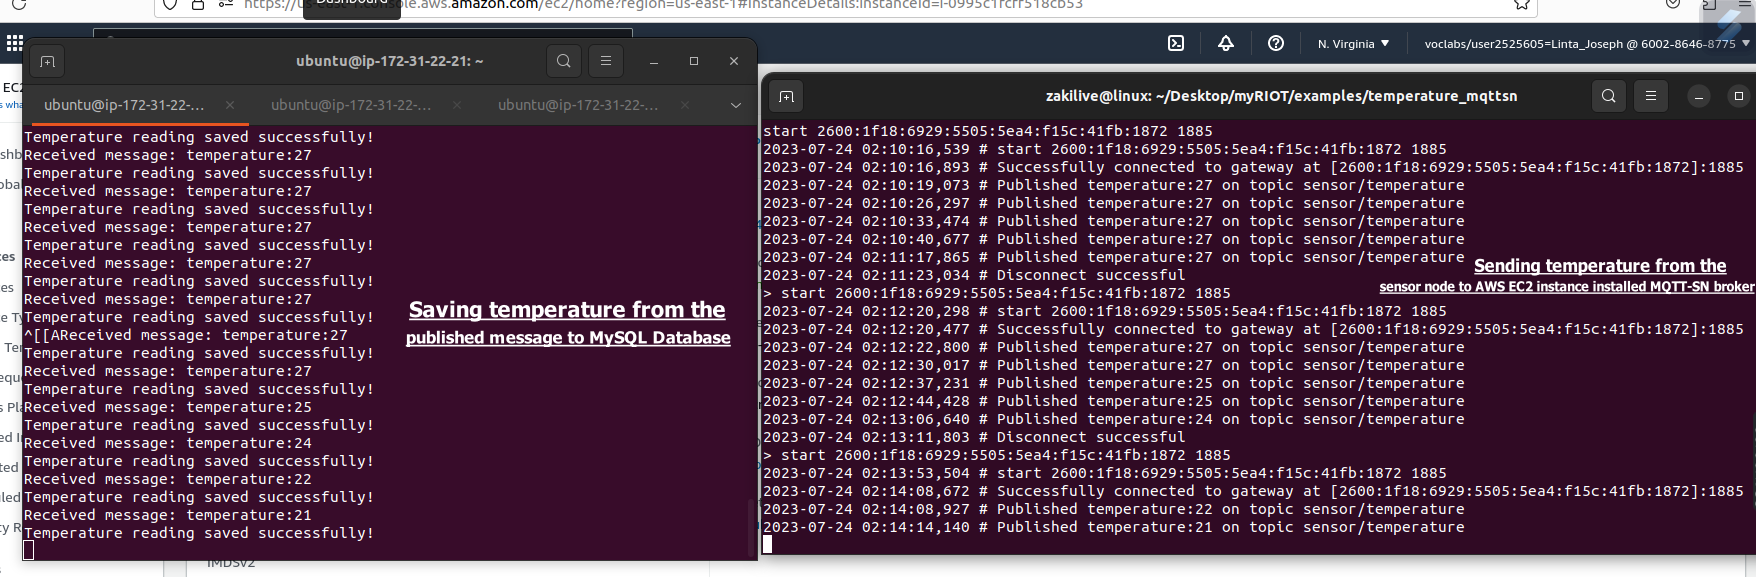 https://us-east-1.console.aws.amazon.com/ec2/home?region=us-east-1#InstanceDetails:instanceId=i-0995c1fcff518cb53
Dashboard
N. Virginia
voclabs/user2525605=Linta_Joseph @ 6002-8646-8775
EC2
ubuntu@ip-172-31-22-21: ~
ubuntu@ip-172-31-22-...
ubuntu@ip-172-31-22-...
ubuntu@ip-172-31-22-...
Temperature reading saved successfully!
Received message: temperature:27
Temperature reading saved successfully!
Received message: temperature:27
Temperature reading saved successfully!
Received message: temperature:27
Temperature reading saved successfully!
Received message: temperature:27
Temperature reading saved successfully!
Received message: temperature:27
Temperature reading saved successfully!
^[[AReceived message: temperature:27
Temperature reading saved successfully!
Received message: temperature:27
Temperature reading saved successfully!
Received message: temperature:25
Temperature reading saved successfully!
Received message: temperature:24
Temperature reading saved successfully!
Received message: temperature:22
Temperature reading saved successfully!
Received message: temperature:21
Temperature reading saved successfully!
Saving temperature from the
published message to MySQL Database
IMDSv2
zakilive@linux: ~/Desktop/myRIOT/examples/temperature_mqttsn
start 2600:1f18:6929:5505:5ea4:f15c:41fb:1872 1885
2023-07-24 02:10:16,539 # start 2600:1f18:6929:5505:5ea4:f15c:41fb:1872 1885
2023-07-24 02:10:16,893 # Successfully connected to gateway at [2600:1f18:6929:5505:5ea4:f15c:41fb:1872]:1885
2023-07-24 02:10:19,073 # Published temperature:27 on topic sensor/temperature
2023-07-24 02:10:26,297 # Published temperature:27 on topic sensor/temperature
2023-07-24 02:10:33,474 # Published temperature:27 on topic sensor/temperature
2023-07-24 02:10:40,677 # Published temperature:27 on topic sensor/temperature
2023-07-24 02:11:17,865 # Published temperature:27 on topic sensor/temperature
2023-07-24 02:11:23,034 # Disconnect successful
> start 2600:1f18:6929:5505:5ea4:f15c:41fb:1872 1885
2023-07-24 02:12:20,298 # start 2600:1f18:6929:5505:5ea4:f15c:41fb:1872 1885
2023-07-24 02:12:20,477 # Successfully connected to gateway at [2600:1f18:6929:5505:5ea4:f15c:41fb:1872]:1885
2023-07-24 02:12:22,800 # Published temperature:27 on topic sensor/temperature
2023-07-24 02:12:30,017 # Published temperature:27 on topic sensor/temperature
2023-07-24 02:12:37,231 # Published temperature:25 on topic sensor/temperature
2023-07-24 02:12:44,428 # Published temperature:25 on topic sensor/temperature
2023-07-24 02:13:06,640 # Published temperature:24 on topic sensor/temperature
2023-07-24 02:13:11,803 # Disconnect successful
> start 2600:1f18:6929:5505:5ea4:f15c:41fb:1872 1885
2023-07-24 02:13:53,504 # start 2600:1f18:6929:5505:5ea4:f15c:41fb:1872 1885
2023-07-24 02:14:08,672 # Successfully connected to gateway at [2600:1f18:6929:5505:5ea4:f15c:41fb:1872]:1885
2023-07-24 02:14:08,927 # Published temperature:22 on topic sensor/temperature
2023-07-24 02:14:14,140 # Published temperature:21 on topic sensor/temperature
Sending temperature from the
sensor node to AWS EC2 instance installed MQTT-SN broker